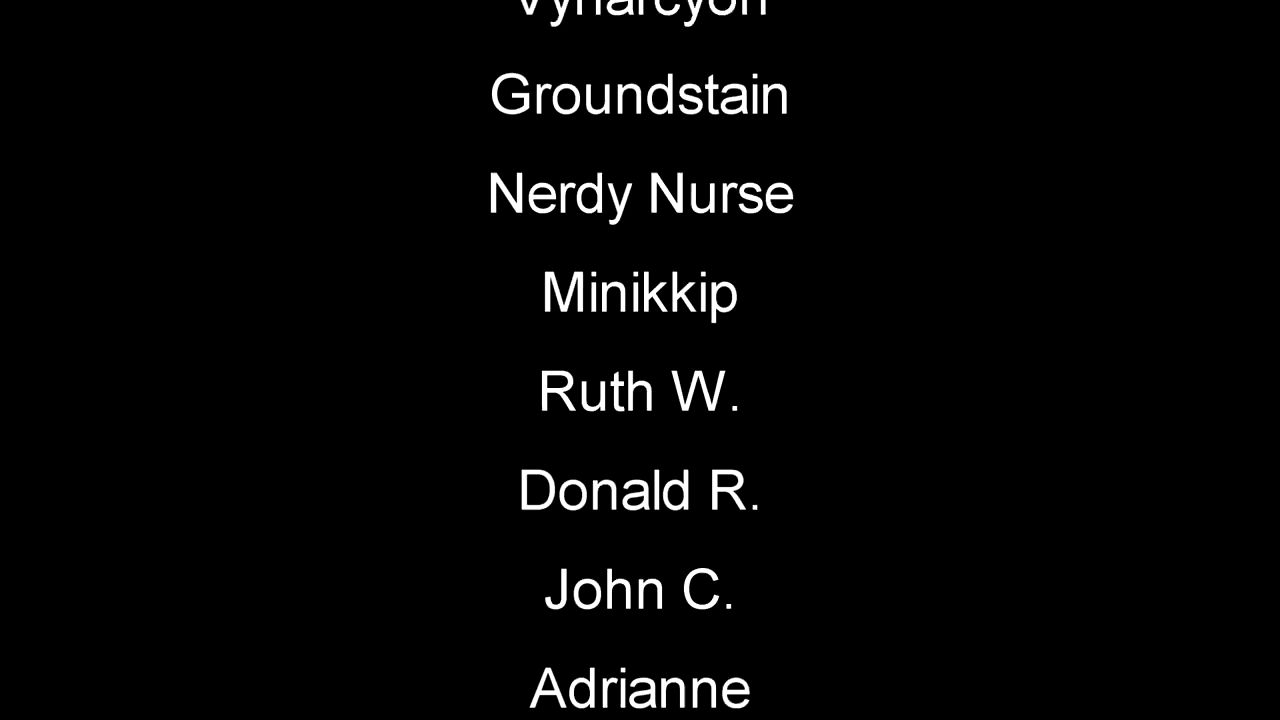 Groundstain
Nerdy Nurse
Minikkip
Ruth W.
Donald R.
John C.
Adrianne